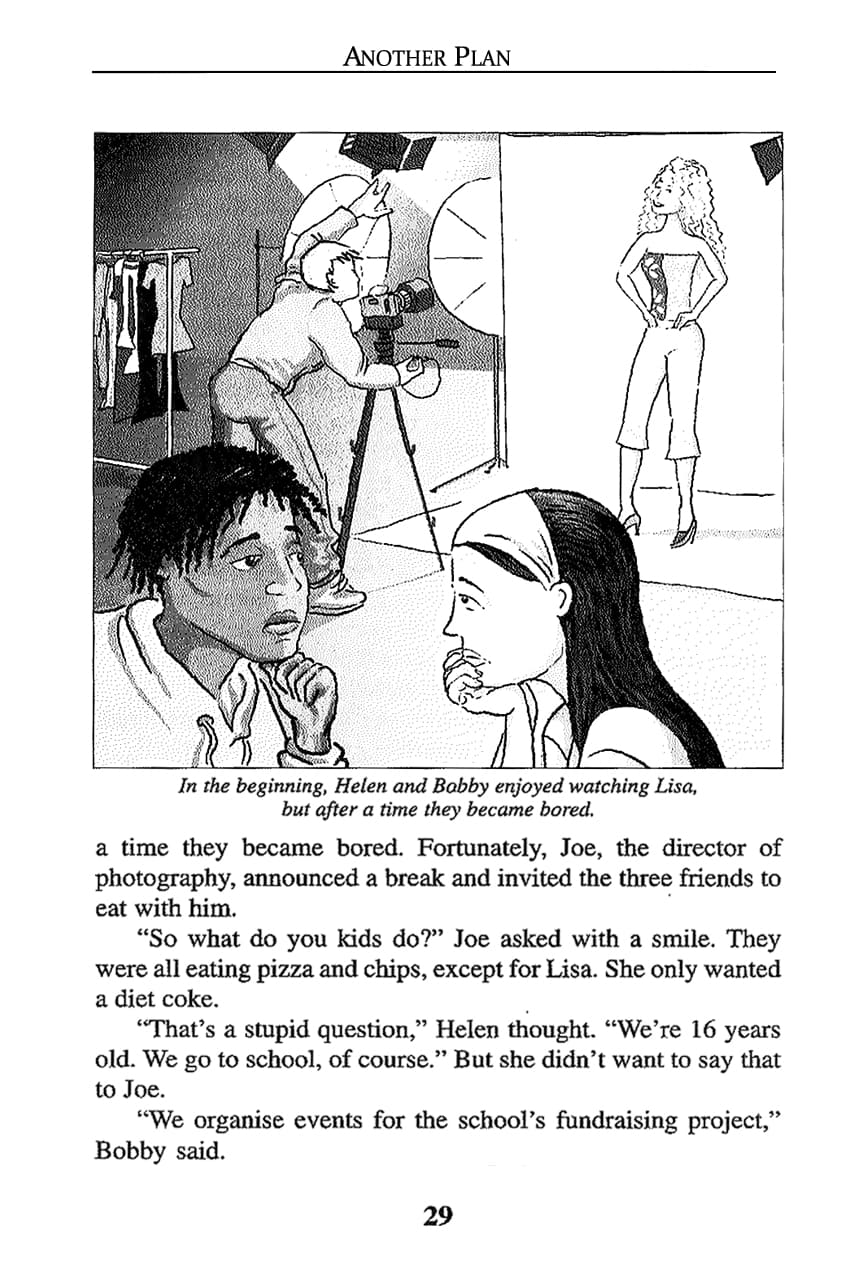 ANOTHER PLAN
In the beginning, Helen and Bobby enjoyed watching Lisa,
but after a time they became bored.
a time they became bored. Fortunately, Joe, the director of
photography, announced a break and invited the three friends to
eat with him.
“So what do you kids do?” Joe asked with a smile. They
were all eating pizza and chips, except for Lisa. She only wanted
a diet coke.
“That’s a stupid question,” Helen thought. “We’re 16 years
old. We go to school, of course.” But she didn’t want to say that
to Joe.
“We organise events for the school’s fundraising project,”
Bobby said.
29